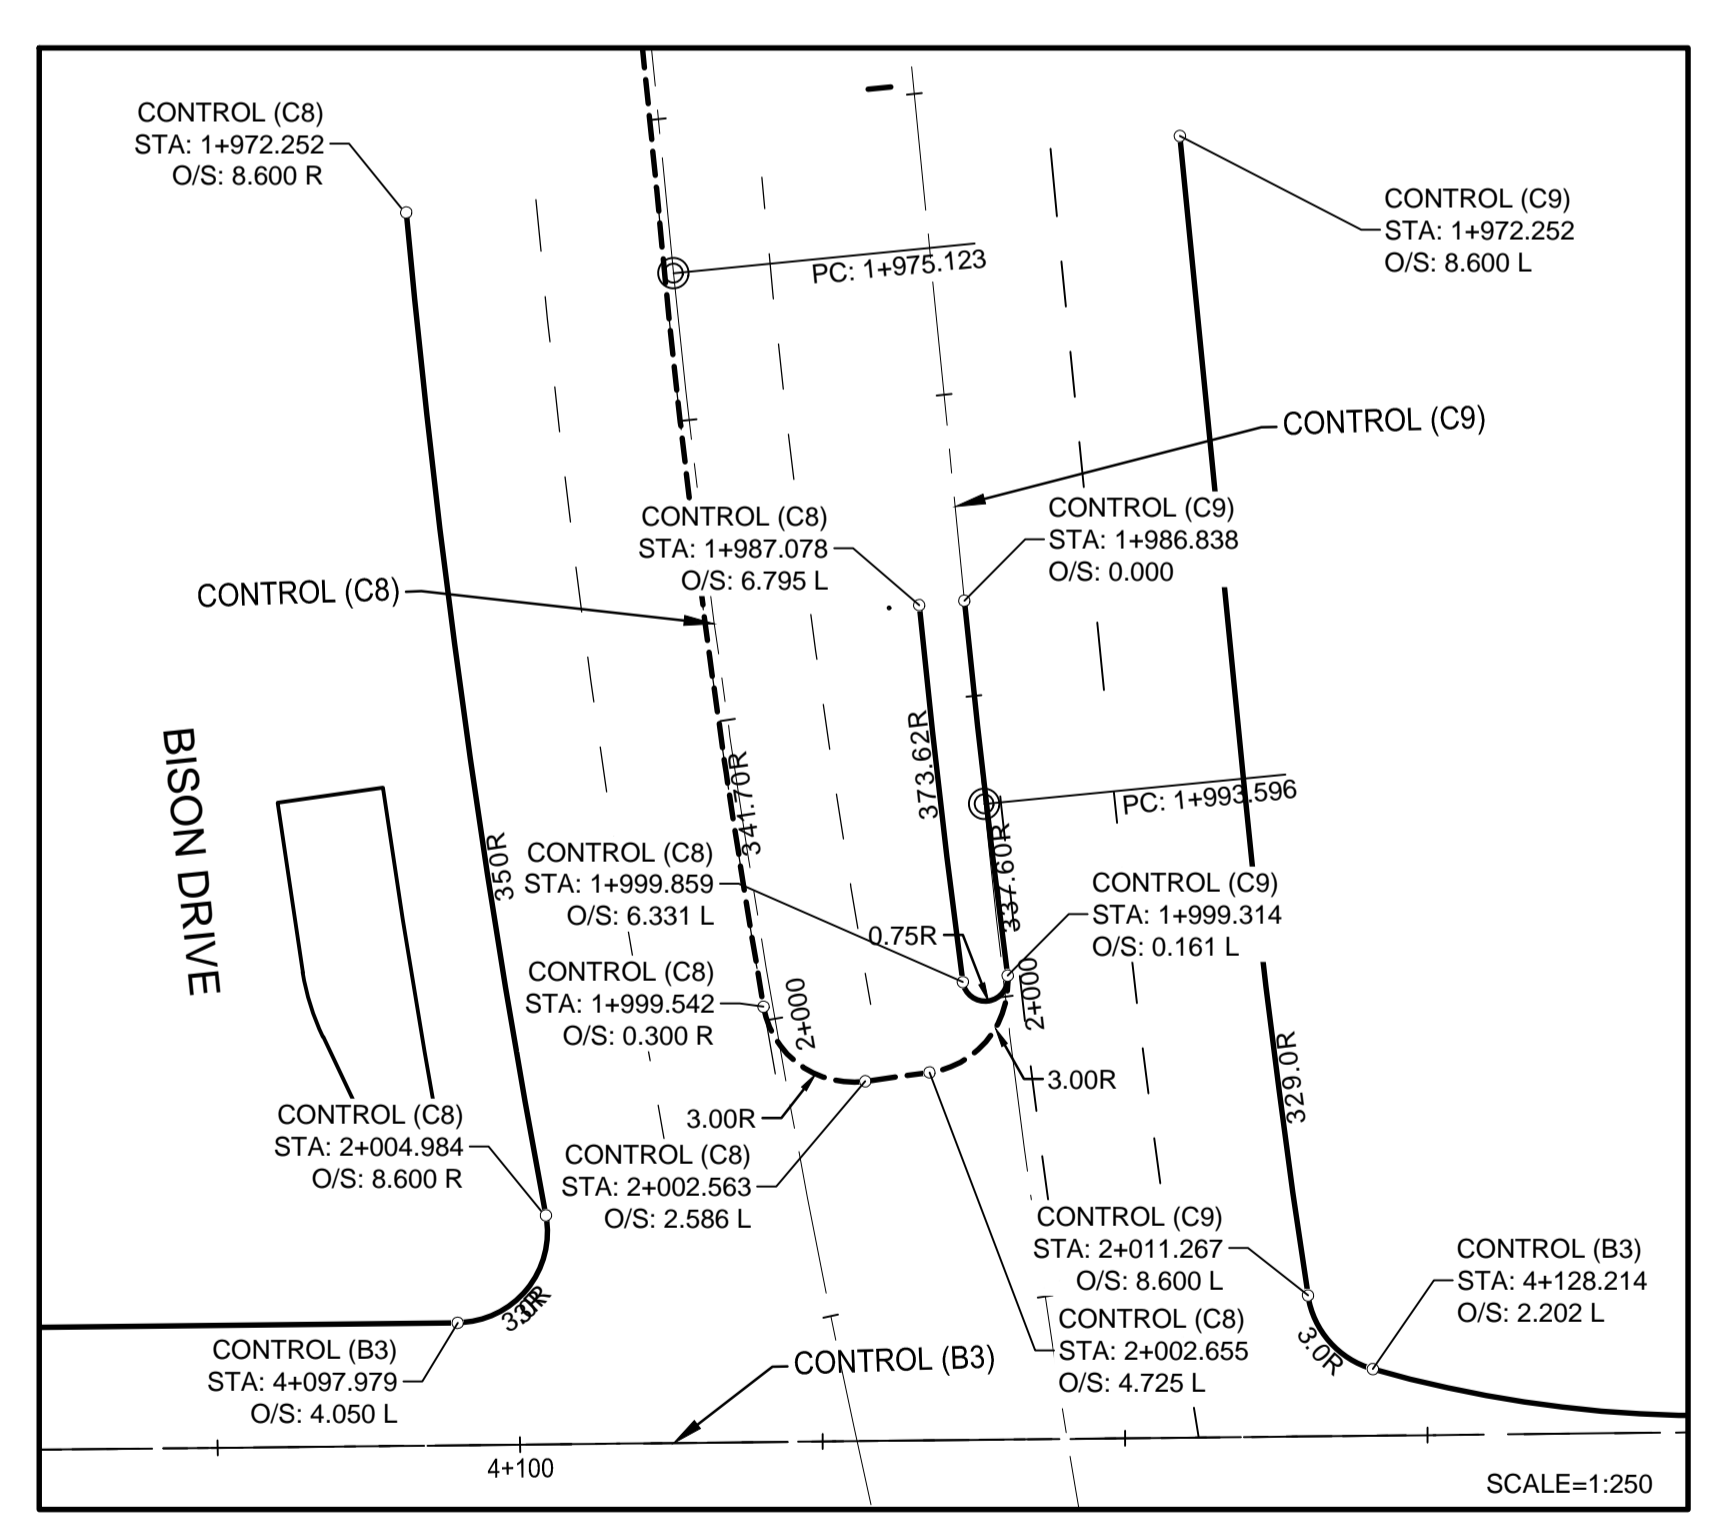 CONTROL (C8)
STA: 1+972.252
O/S: 8.600 R
CONTROL (C9)
STA: 1+972.252
O/S: 8.600 L
PC: 1+975.123
CONTROL (C9)
CONTROL (C8)
STA: 1+987.078
O/S: 6.795 L
CONTROL (C9)
STA: 1+986.838
O/S: 0.000
CONTROL (C8)
BISON DRIVE
373.62R
341.70R
PC: 1+993.596
337.60R
350R
CONTROL (C8)
STA: 1+999.859
O/S: 6.331 L
0.75R
CONTROL (C9)
STA: 1+999.314
O/S: 0.161 L
CONTROL (C8)
STA: 1+999.542
O/S: 0.300 R
2+000
2+000
3.00R
3.00R
329.0R
CONTROL (C8)
STA: 2+004.984
O/S: 8.600 R
CONTROL (C8)
STA: 2+002.563
O/S: 2.586 L
CONTROL (C9)
STA: 2+011.267
O/S: 8.600 L
CONTROL (B3)
STA: 4+128.214
O/S: 2.202 L
CONTROL (C8)
STA: 2+002.655
O/S: 4.725 L
3.0R
CONTROL (B3)
STA: 4+097.979
O/S: 4.050 L
CONTROL (B3)
4+100
SCALE=1:250